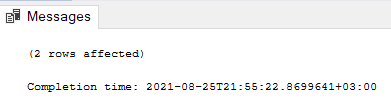 Messages
(2 rows affected)
Completion time: 2021-08-25T21:55:22.8699641+03:00